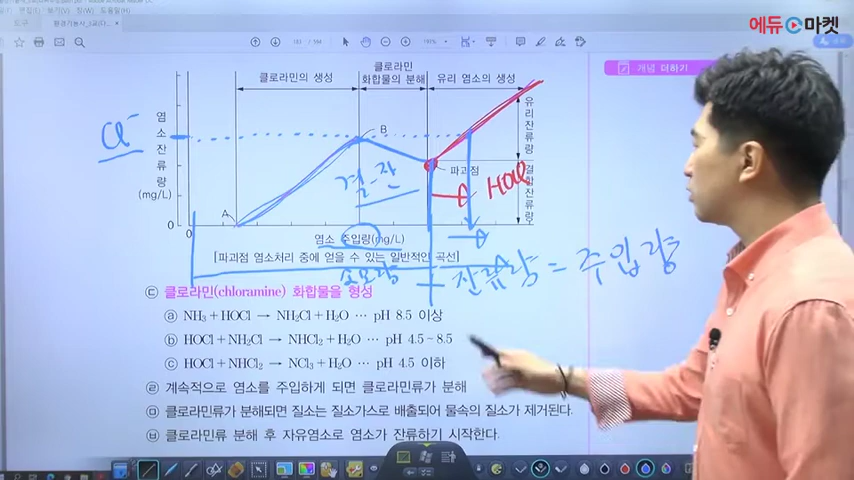 에듀마켓
개념 더하기
클로라민의 생성
클로라민
화합물의 분해
유리 염소의 생성
Cl⁻
염소잔류량
(mg/L)
A
B
0
0
파괴점
유리잔류량
결합잔류량
결-잔
HOCl
염소 주입량(mg/L)
[파괴점 염소처리 중에 얻을 수 있는 일반적인 곡선]
소모량 + 잔류량 = 주입량
㉢ 클로라민(chloramine) 화합물을 형성
ⓐ NH₃ + HOCl → NH₂Cl + H₂O … pH 8.5 이상
ⓑ HOCl + NH₂Cl → NHCl₂ + H₂O … pH 4.5 ~ 8.5
ⓒ HOCl + NHCl₂ → NCl₃ + H₂O … pH 4.5 이하
㉣ 계속적으로 염소를 주입하게 되면 클로라민류가 분해
㉤ 클로라민류가 분해되면 질소는 질소가스로 배출되어 물속의 질소가 제거된다.
㉥ 클로라민류 분해 후 자유염소로 염소가 잔류하기 시작한다.